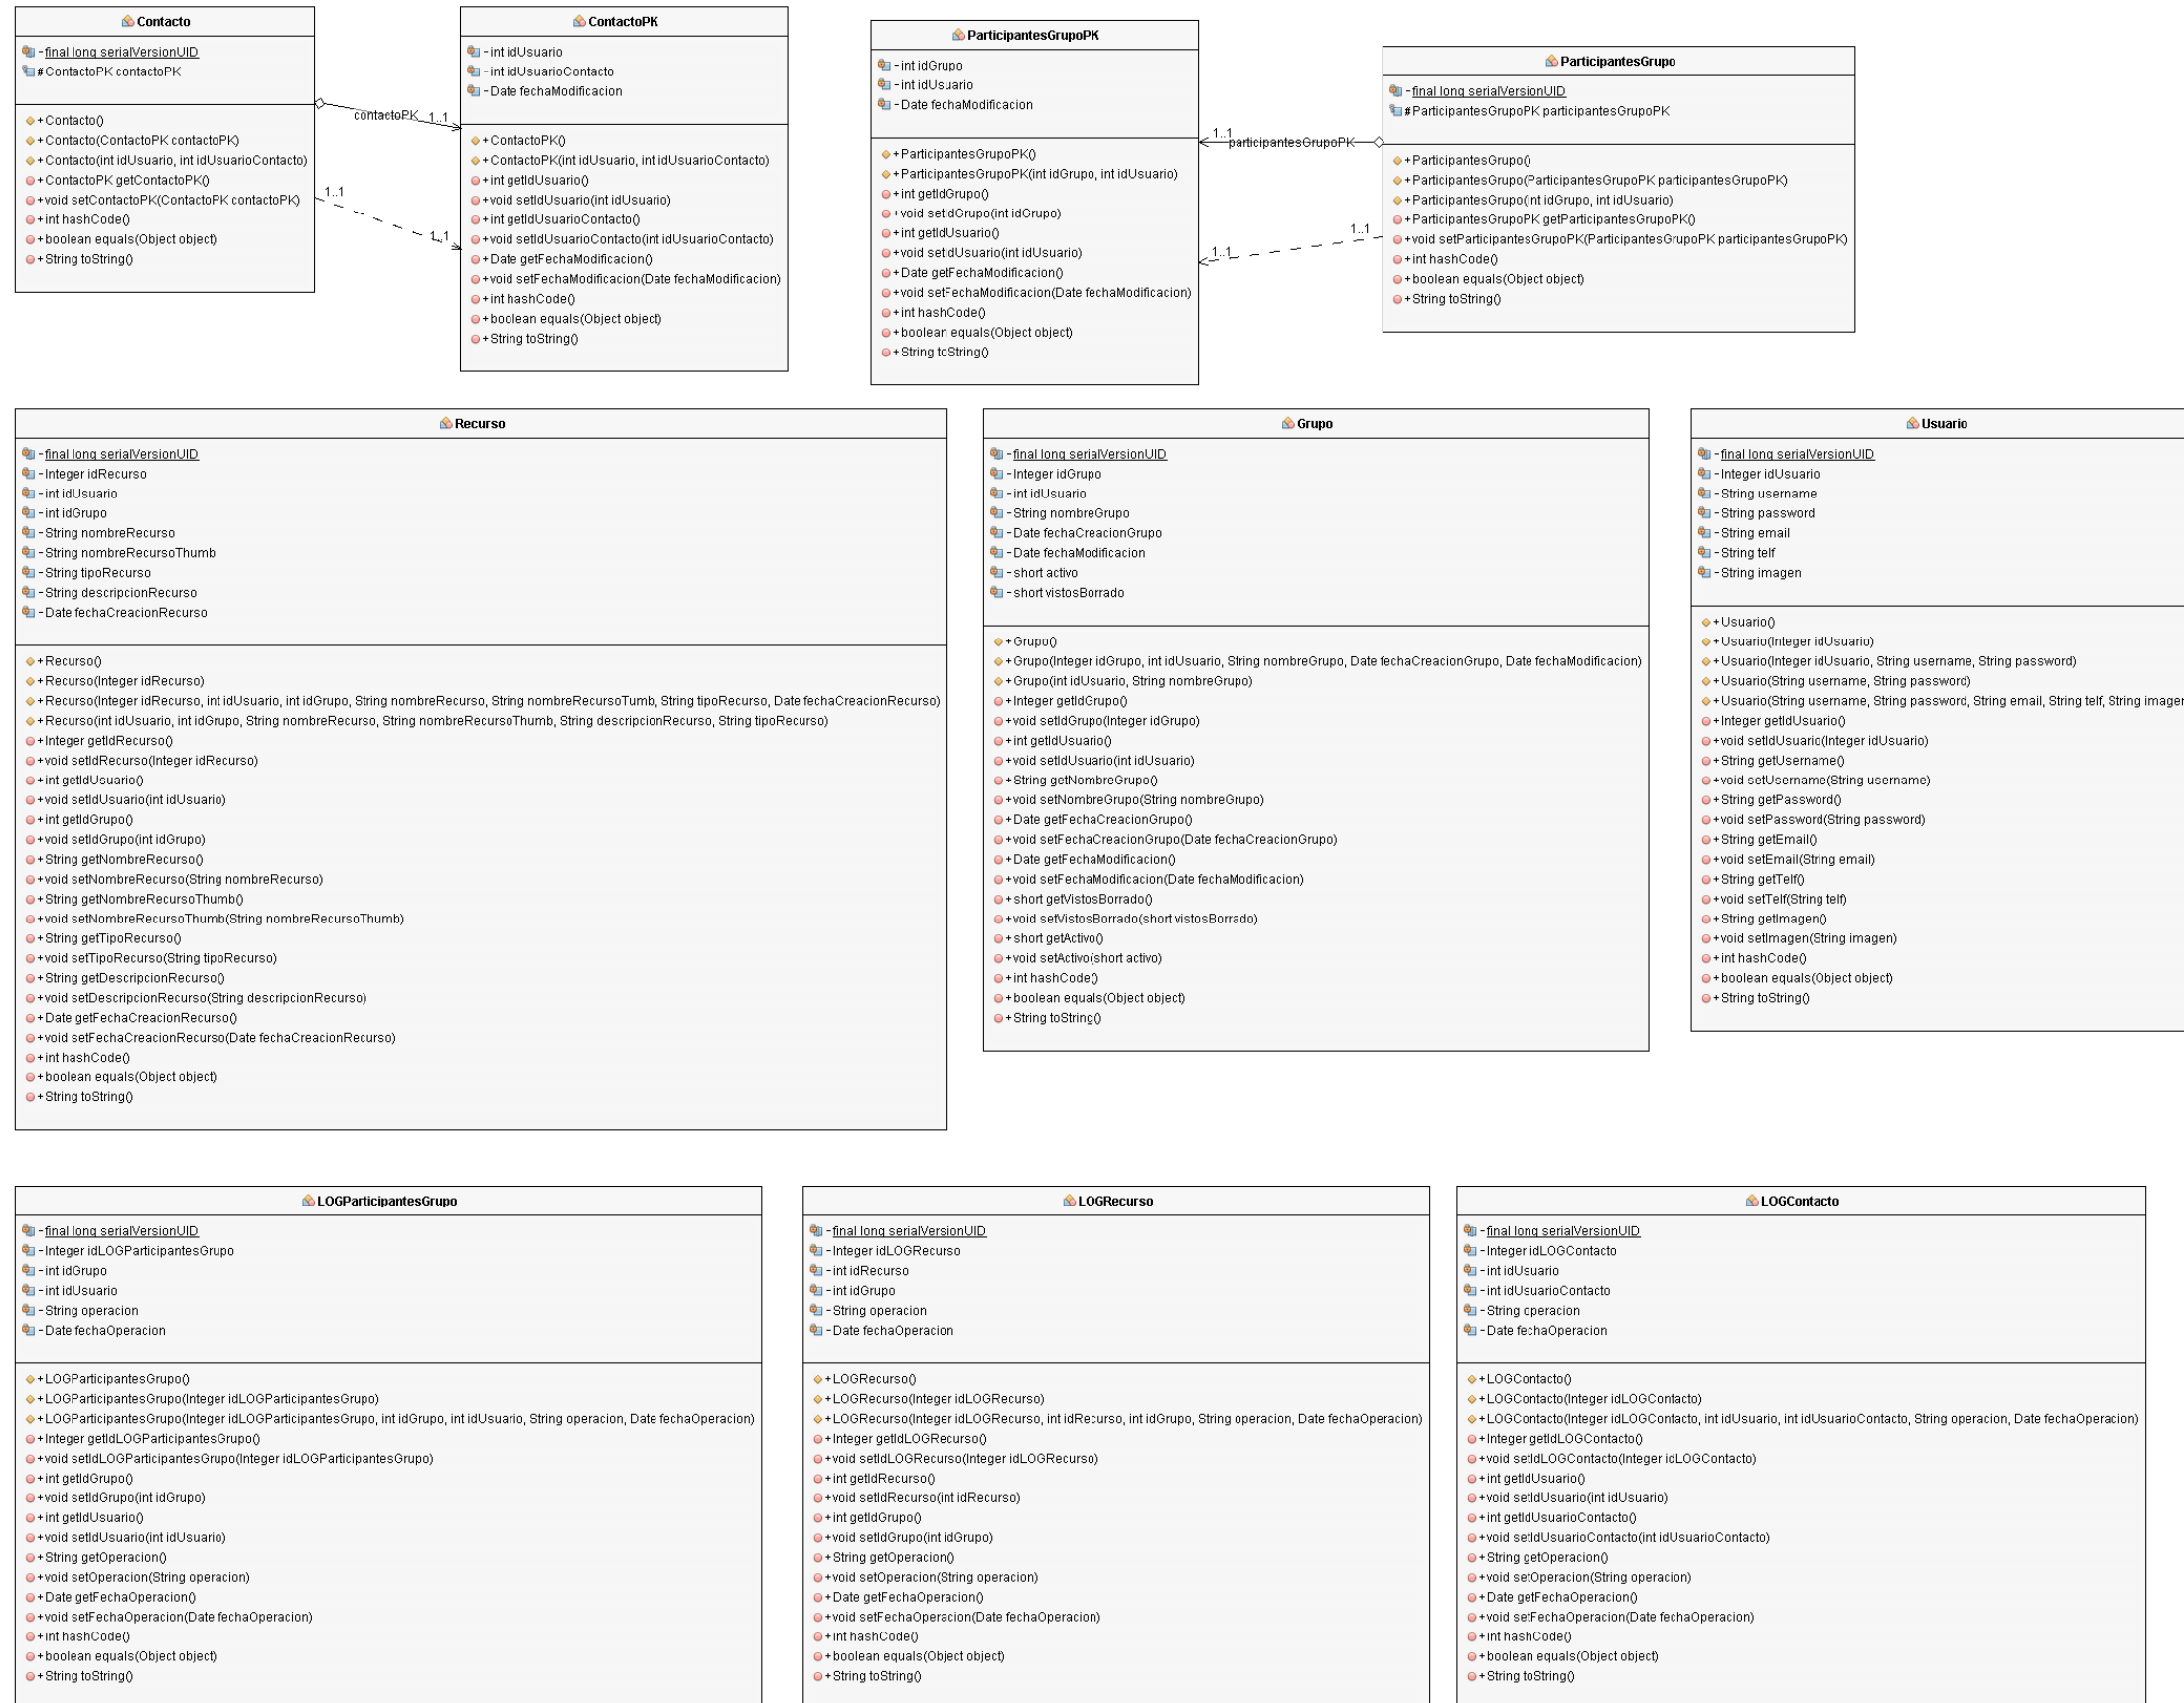 Contacto
-final long serialVersionUID
#ContactoPK contactoPK
+Contacto()
+Contacto(ContactoPK contactoPK)
+Contacto(int idUsuario, int idUsuarioContacto)
+ContactoPK getContactoPK()
+void setContactoPK(ContactoPK contactoPK)
+int hashCode()
+boolean equals(Object object)
+String toString()
contactoPK
1..1
1..1
1..1
ContactoPK
-int idUsuario
-int idUsuarioContacto
-Date fechaModificacion
+ContactoPK()
+ContactoPK(int idUsuario, int idUsuarioContacto)
+int getIdUsuario()
+void setIdUsuario(int idUsuario)
+int getIdUsuarioContacto()
+void setIdUsuarioContacto(int idUsuarioContacto)
+Date getFechaModificacion()
+void setFechaModificacion(Date fechaModificacion)
+int hashCode()
+boolean equals(Object object)
+String toString()
ParticipantesGrupoPK
-int idGrupo
-int idUsuario
-Date fechaModificacion
+ParticipantesGrupoPK()
+ParticipantesGrupoPK(int idGrupo, int idUsuario)
+int getIdGrupo()
+void setIdGrupo(int idGrupo)
+int getIdUsuario()
+void setIdUsuario(int idUsuario)
+Date getFechaModificacion()
+void setFechaModificacion(Date fechaModificacion)
+int hashCode()
+boolean equals(Object object)
+String toString()
1..1
participantesGrupoPK
1..1
1..1
ParticipantesGrupo
-final long serialVersionUID
#ParticipantesGrupoPK participantesGrupoPK
+ParticipantesGrupo()
+ParticipantesGrupo(ParticipantesGrupoPK participantesGrupoPK)
+ParticipantesGrupo(int idGrupo, int idUsuario)
+ParticipantesGrupoPK getParticipantesGrupoPK()
+void setParticipantesGrupoPK(ParticipantesGrupoPK participantesGrupoPK)
+int hashCode()
+boolean equals(Object object)
+String toString()
Recurso
-final long serialVersionUID
-Integer idRecurso
-int idUsuario
-int idGrupo
-String nombreRecurso
-String nombreRecursoThumb
-String tipoRecurso
-String descripcionRecurso
-Date fechaCreacionRecurso
+Recurso()
+Recurso(Integer idRecurso)
+Recurso(Integer idRecurso, int idUsuario, int idGrupo, String nombreRecurso, String nombreRecursoTumb, String tipoRecurso, Date fechaCreacionRecurso)
+Recurso(int idUsuario, int idGrupo, String nombreRecurso, String nombreRecursoThumb, String descripcionRecurso, String tipoRecurso)
+Integer getIdRecurso()
+void setIdRecurso(Integer idRecurso)
+int getIdUsuario()
+void setIdUsuario(int idUsuario)
+int getIdGrupo()
+void setIdGrupo(int idGrupo)
+String getNombreRecurso()
+void setNombreRecurso(String nombreRecurso)
+String getNombreRecursoThumb()
+void setNombreRecursoThumb(String nombreRecursoThumb)
+String getTipoRecurso()
+void setTipoRecurso(String tipoRecurso)
+String getDescripcionRecurso()
+void setDescripcionRecurso(String descripcionRecurso)
+Date getFechaCreacionRecurso()
+void setFechaCreacionRecurso(Date fechaCreacionRecurso)
+int hashCode()
+boolean equals(Object object)
+String toString()
Grupo
-final long serialVersionUID
-Integer idGrupo
-int idUsuario
-String nombreGrupo
-Date fechaCreacionGrupo
-Date fechaModificacion
-short activo
-short vistosBorrado
+Grupo()
+Grupo(Integer idGrupo, int idUsuario, String nombreGrupo, Date fechaCreacionGrupo, Date fechaModificacion)
+Grupo(int idUsuario, String nombreGrupo)
+Integer getIdGrupo()
+void setIdGrupo(Integer idGrupo)
+int getIdUsuario()
+void setIdUsuario(int idUsuario)
+String getNombreGrupo()
+void setNombreGrupo(String nombreGrupo)
+Date getFechaCreacionGrupo()
+void setFechaCreacionGrupo(Date fechaCreacionGrupo)
+Date getFechaModificacion()
+void setFechaModificacion(Date fechaModificacion)
+short getVistosBorrado()
+void setVistosBorrado(short vistosBorrado)
+short getActivo()
+void setActivo(short activo)
+int hashCode()
+boolean equals(Object object)
+String toString()
Usuario
-final long serialVersionUID
-Integer idUsuario
-String username
-String password
-String email
-String telf
-String imagen
+Usuario()
+Usuario(Integer idUsuario)
+Usuario(Integer idUsuario, String username, String password)
+Usuario(String username, String password)
+Usuario(String username, String password, String email, String telf, String imagen
+Integer getIdUsuario()
+void setIdUsuario(Integer idUsuario)
+String getUsername()
+void setUsername(String username)
+String getPassword()
+void setPassword(String password)
+String getEmail()
+void setEmail(String email)
+String getTelf()
+void setTelf(String telf)
+String getImagen()
+void setImagen(String imagen)
+int hashCode()
+boolean equals(Object object)
+String toString()
LOGParticipantesGrupo
-final long serialVersionUID
-Integer idLOGParticipantesGrupo
-int idGrupo
-int idUsuario
-String operacion
-Date fechaOperacion
+LOGParticipantesGrupo()
+LOGParticipantesGrupo(Integer idLOGParticipantesGrupo)
+LOGParticipantesGrupo(Integer idLOGParticipantesGrupo, int idGrupo, int idUsuario, String operacion, Date fechaOperacion)
+Integer getIdLOGParticipantesGrupo()
+void setIdLOGParticipantesGrupo(Integer idLOGParticipantesGrupo)
+int getIdGrupo()
+void setIdGrupo(int idGrupo)
+int getIdUsuario()
+void setIdUsuario(int idUsuario)
+String getOperacion()
+void setOperacion(String operacion)
+Date getFechaOperacion()
+void setFechaOperacion(Date fechaOperacion)
+int hashCode()
+boolean equals(Object object)
+String toString()
LOGRecurso
-final long serialVersionUID
-Integer idLOGRecurso
-int idRecurso
-int idGrupo
-String operacion
-Date fechaOperacion
+LOGRecurso()
+LOGRecurso(Integer idLOGRecurso)
+LOGRecurso(Integer idLOGRecurso, int idRecurso, int idGrupo, String operacion, Date fechaOperacion)
+Integer getIdLOGRecurso()
+void setIdLOGRecurso(Integer idLOGRecurso)
+int getIdRecurso()
+void setIdRecurso(int idRecurso)
+int getIdGrupo()
+void setIdGrupo(int idGrupo)
+String getOperacion()
+void setOperacion(String operacion)
+Date getFechaOperacion()
+void setFechaOperacion(Date fechaOperacion)
+int hashCode()
+boolean equals(Object object)
+String toString()
LOGContacto
-final long serialVersionUID
-Integer idLOGContacto
-int idUsuario
-int idUsuarioContacto
-String operacion
-Date fechaOperacion
+LOGContacto()
+LOGContacto(Integer idLOGContacto)
+LOGContacto(Integer idLOGContacto, int idUsuario, int idUsuarioContacto, String operacion, Date fechaOperacion)
+Integer getIdLOGContacto()
+void setIdLOGContacto(Integer idLOGContacto)
+int getIdUsuario()
+void setIdUsuario(int idUsuario)
+int getIdUsuarioContacto()
+void setIdUsuarioContacto(int idUsuarioContacto)
+String getOperacion()
+void setOperacion(String operacion)
+Date getFechaOperacion()
+void setFechaOperacion(Date fechaOperacion)
+int hashCode()
+boolean equals(Object object)
+String toString()